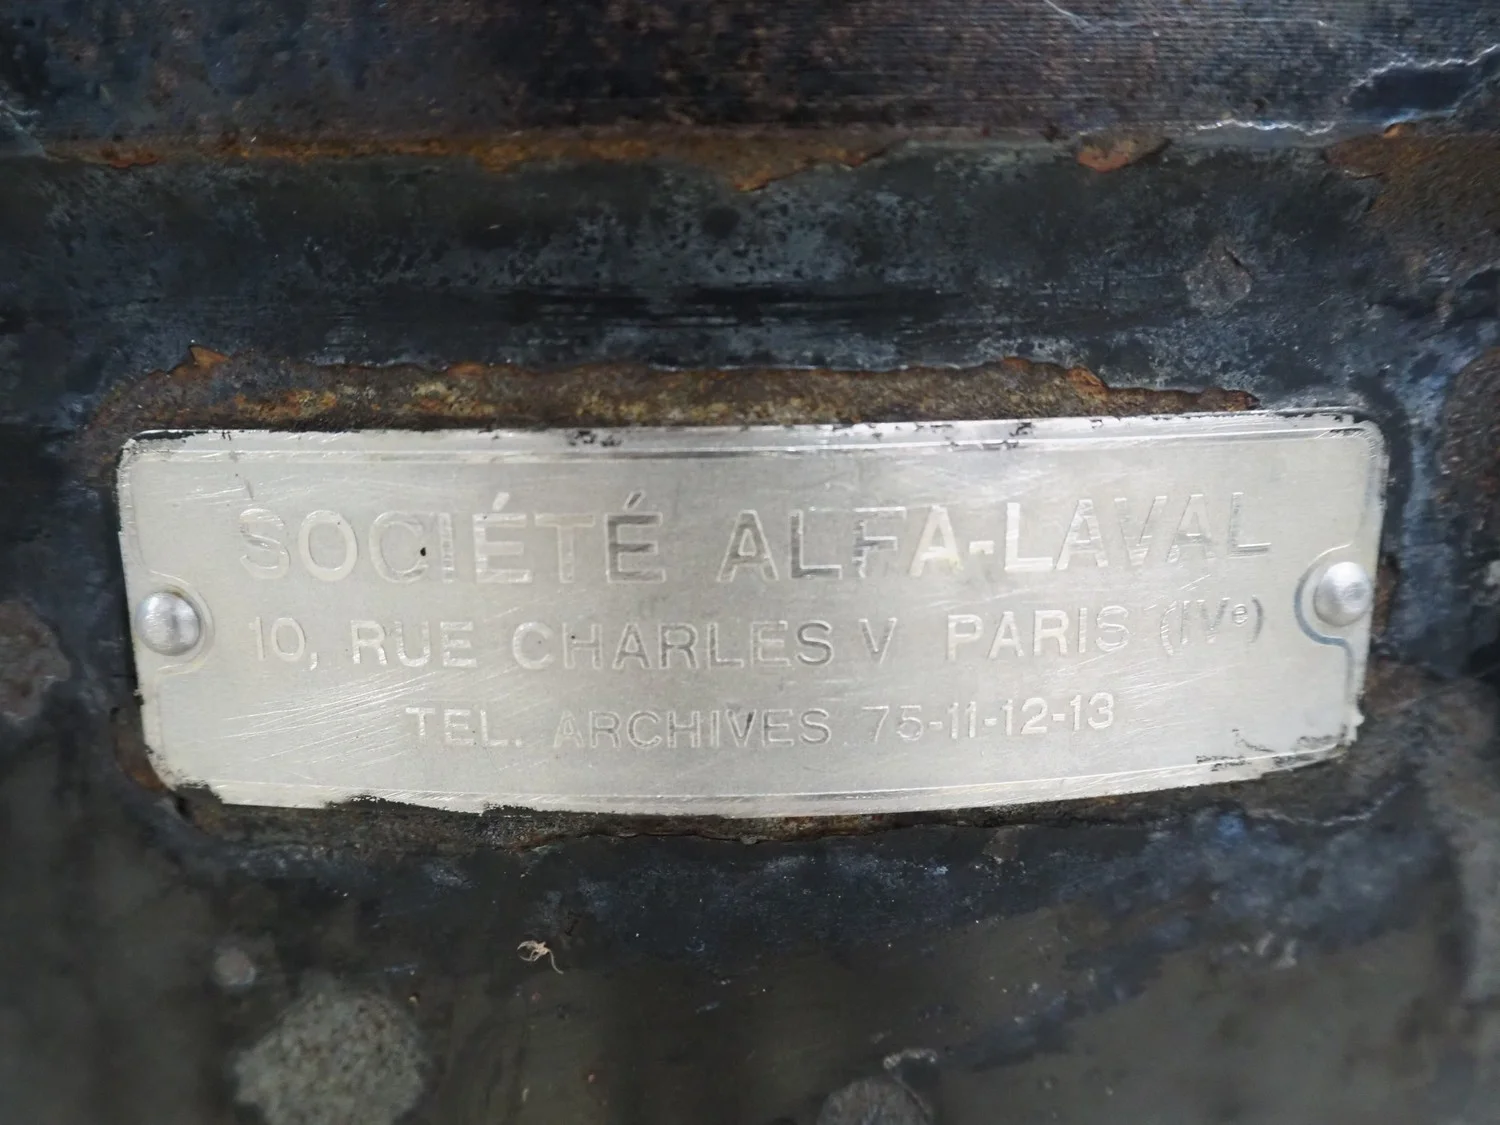 SOCIÉTÉ ALFA-LAVAL
10, RUE CHARLES V PARIS (IVe)
TEL. ARCHIVES 75-11-12-13